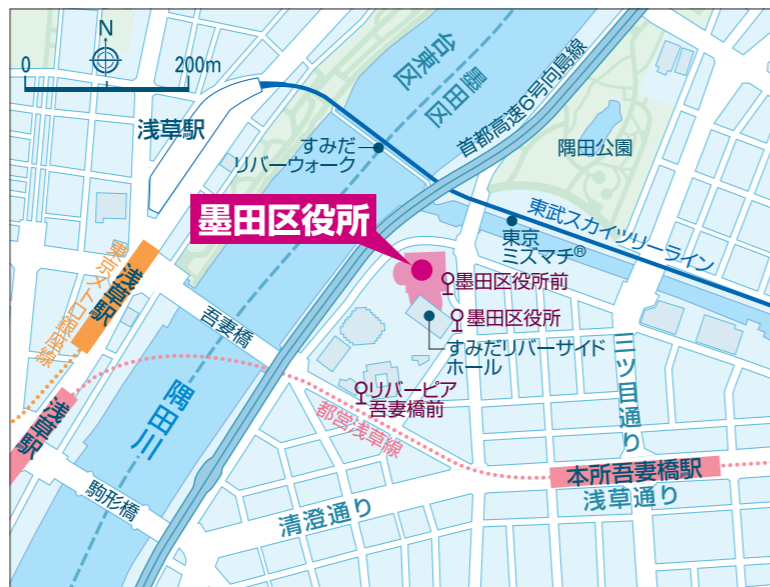 N
0 200m
浅草駅
台東区
墨田区
首都高速6号向島線
すみだ
リバーウォーク
隅田公園
墨田区役所
東京
ミズマチ®
東武スカイツリーライン
浅草駅
東京メトロ銀座線
墨田区役所前
吾妻橋
墨田区役所
すみだリバーサイド
ホール
三ツ目通り
隅田川
リバーピア
吾妻橋前
都営浅草線
浅草駅
本所吾妻橋駅
駒形橋
清澄通り
浅草通り